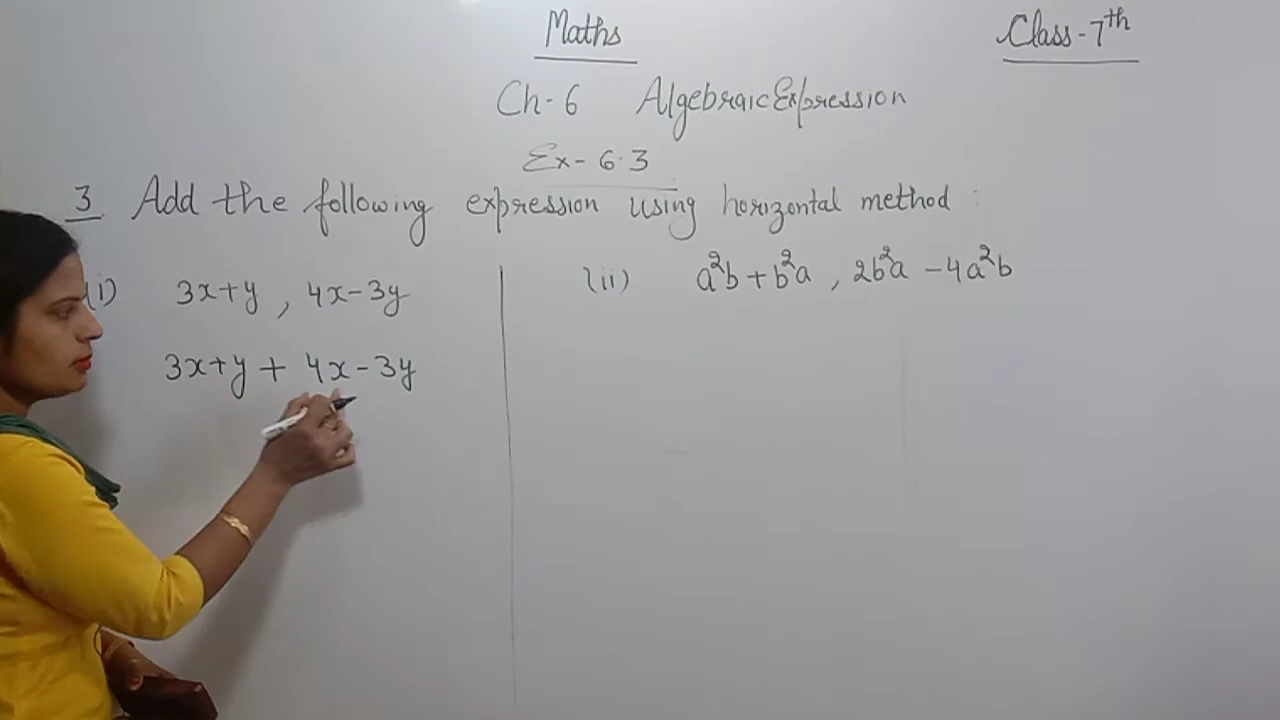 Maths
Class-7th
Ch-6 Algebraic Expression
Ex-6.3
3 Add the following expression using horizontal method :
(i) 3x+y , 4x-3y
3x+y + 4x-3y
(ii) a²b+b²a , 2b²a -4a²b